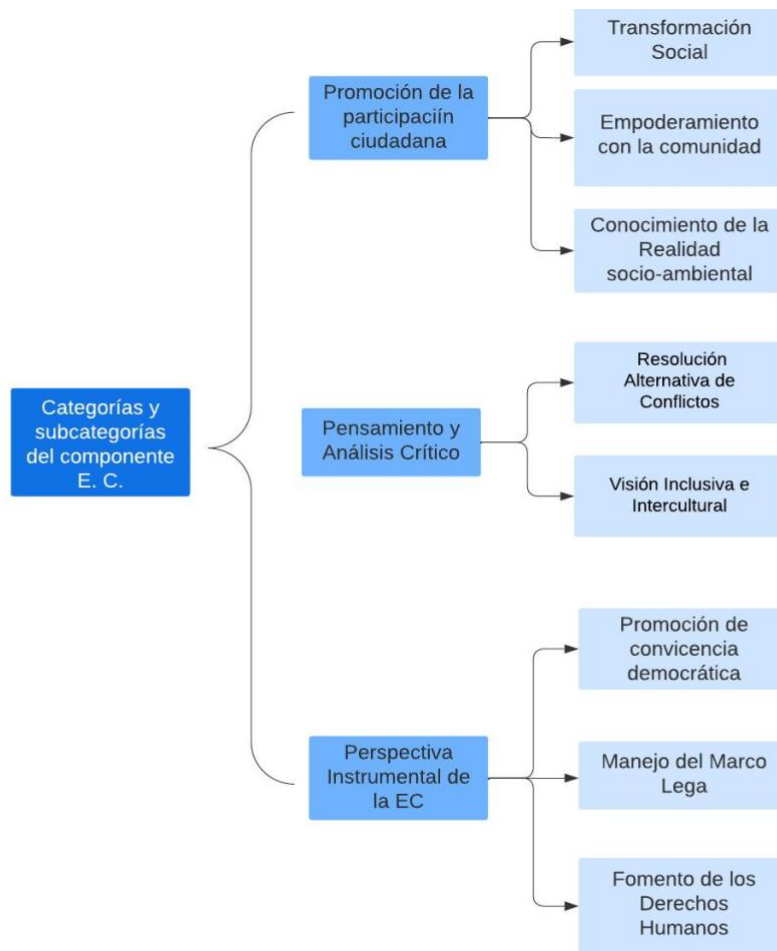 Transformación
Social
Promoción de la
participaciín
ciudadana
Empoderamiento
con la comunidad
Conocimiento de la
Realidad
socio-ambiental
Categorías y
subcategorías
del componente
E. C.
Pensamiento y
Análisis Crítico
Resolución
Alternativa de
Conflictos
Visión Inclusiva e
Intercultural
Perspectiva
Instrumental de
la EC
Promoción de
convicencia
democrática
Manejo del Marco
Lega
Fomento de los
Derechos
Humanos